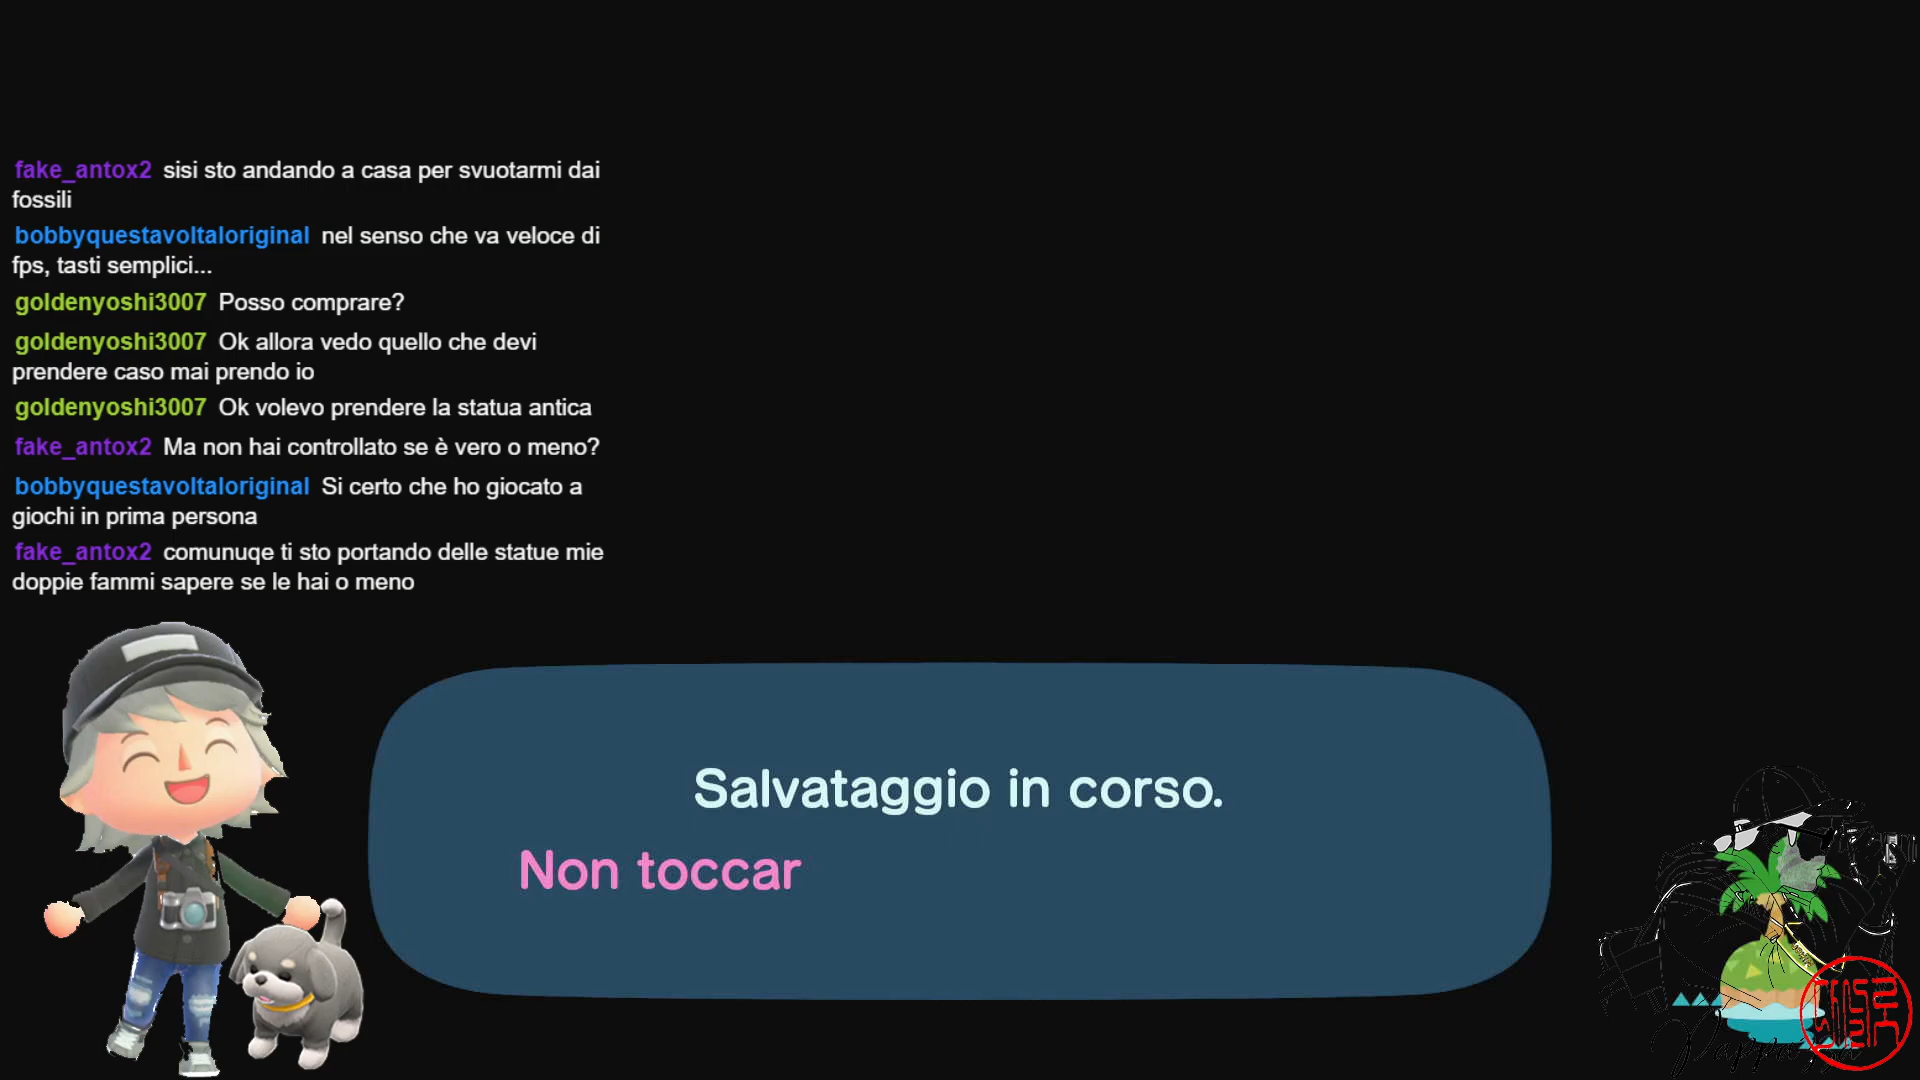 fake_antox2 sisi sto andando a casa per svuotarmi dai
fossili
bobbyquestavoltaloriginal nel senso che va veloce di
fps, tasti semplici...
goldenyoshi3007 Posso comprare?
goldenyoshi3007 Ok allora vedo quello che devi
prendere caso mai prendo io
goldenyoshi3007 Ok volevo prendere la statua antica
fake_antox2 Ma non hai controllato se è vero o meno?
bobbyquestavoltaloriginal Si certo che ho giocato a
giochi in prima persona
fake_antox2 comunuqe ti sto portando delle statue mie
doppie fammi sapere se le hai o meno
Salvataggio in corso.
Non toccar